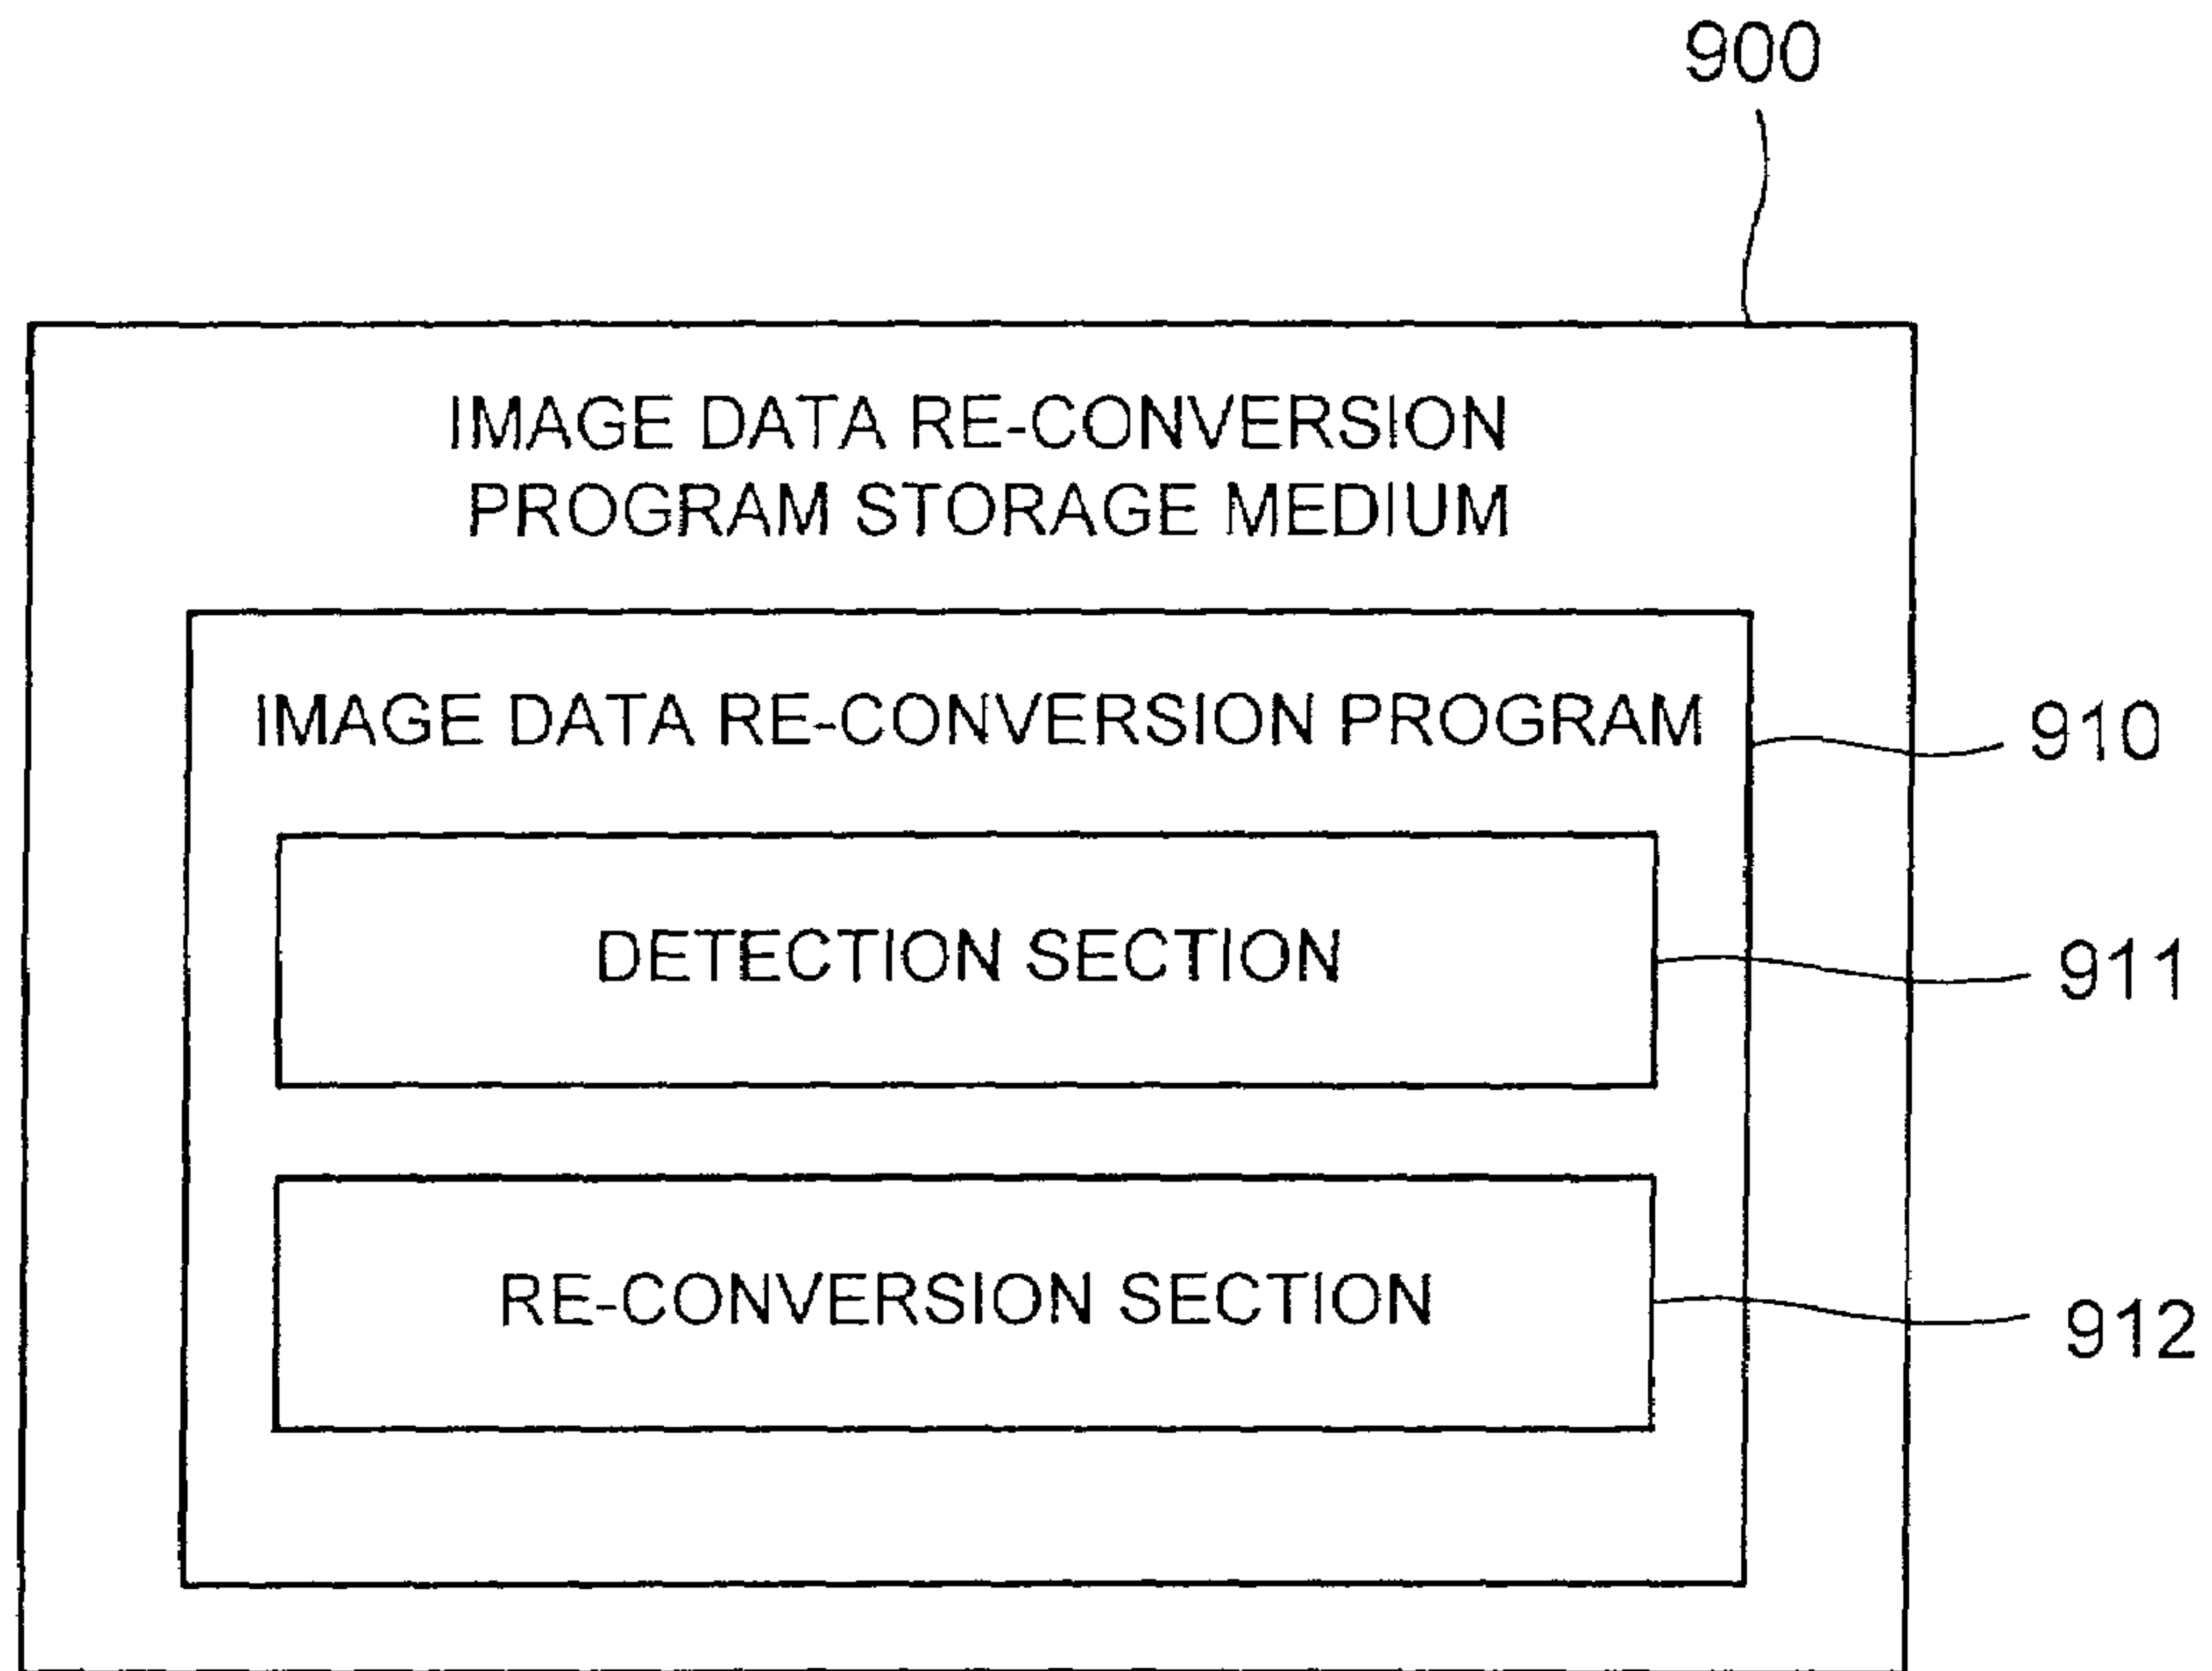 900
IMAGE DATA RE-CONVERSION
PROGRAM STORAGE MEDIUM
IMAGE DATA RE-CONVERSION PROGRAM
910
DETECTION SECTION
911
RE-CONVERSION SECTION
912